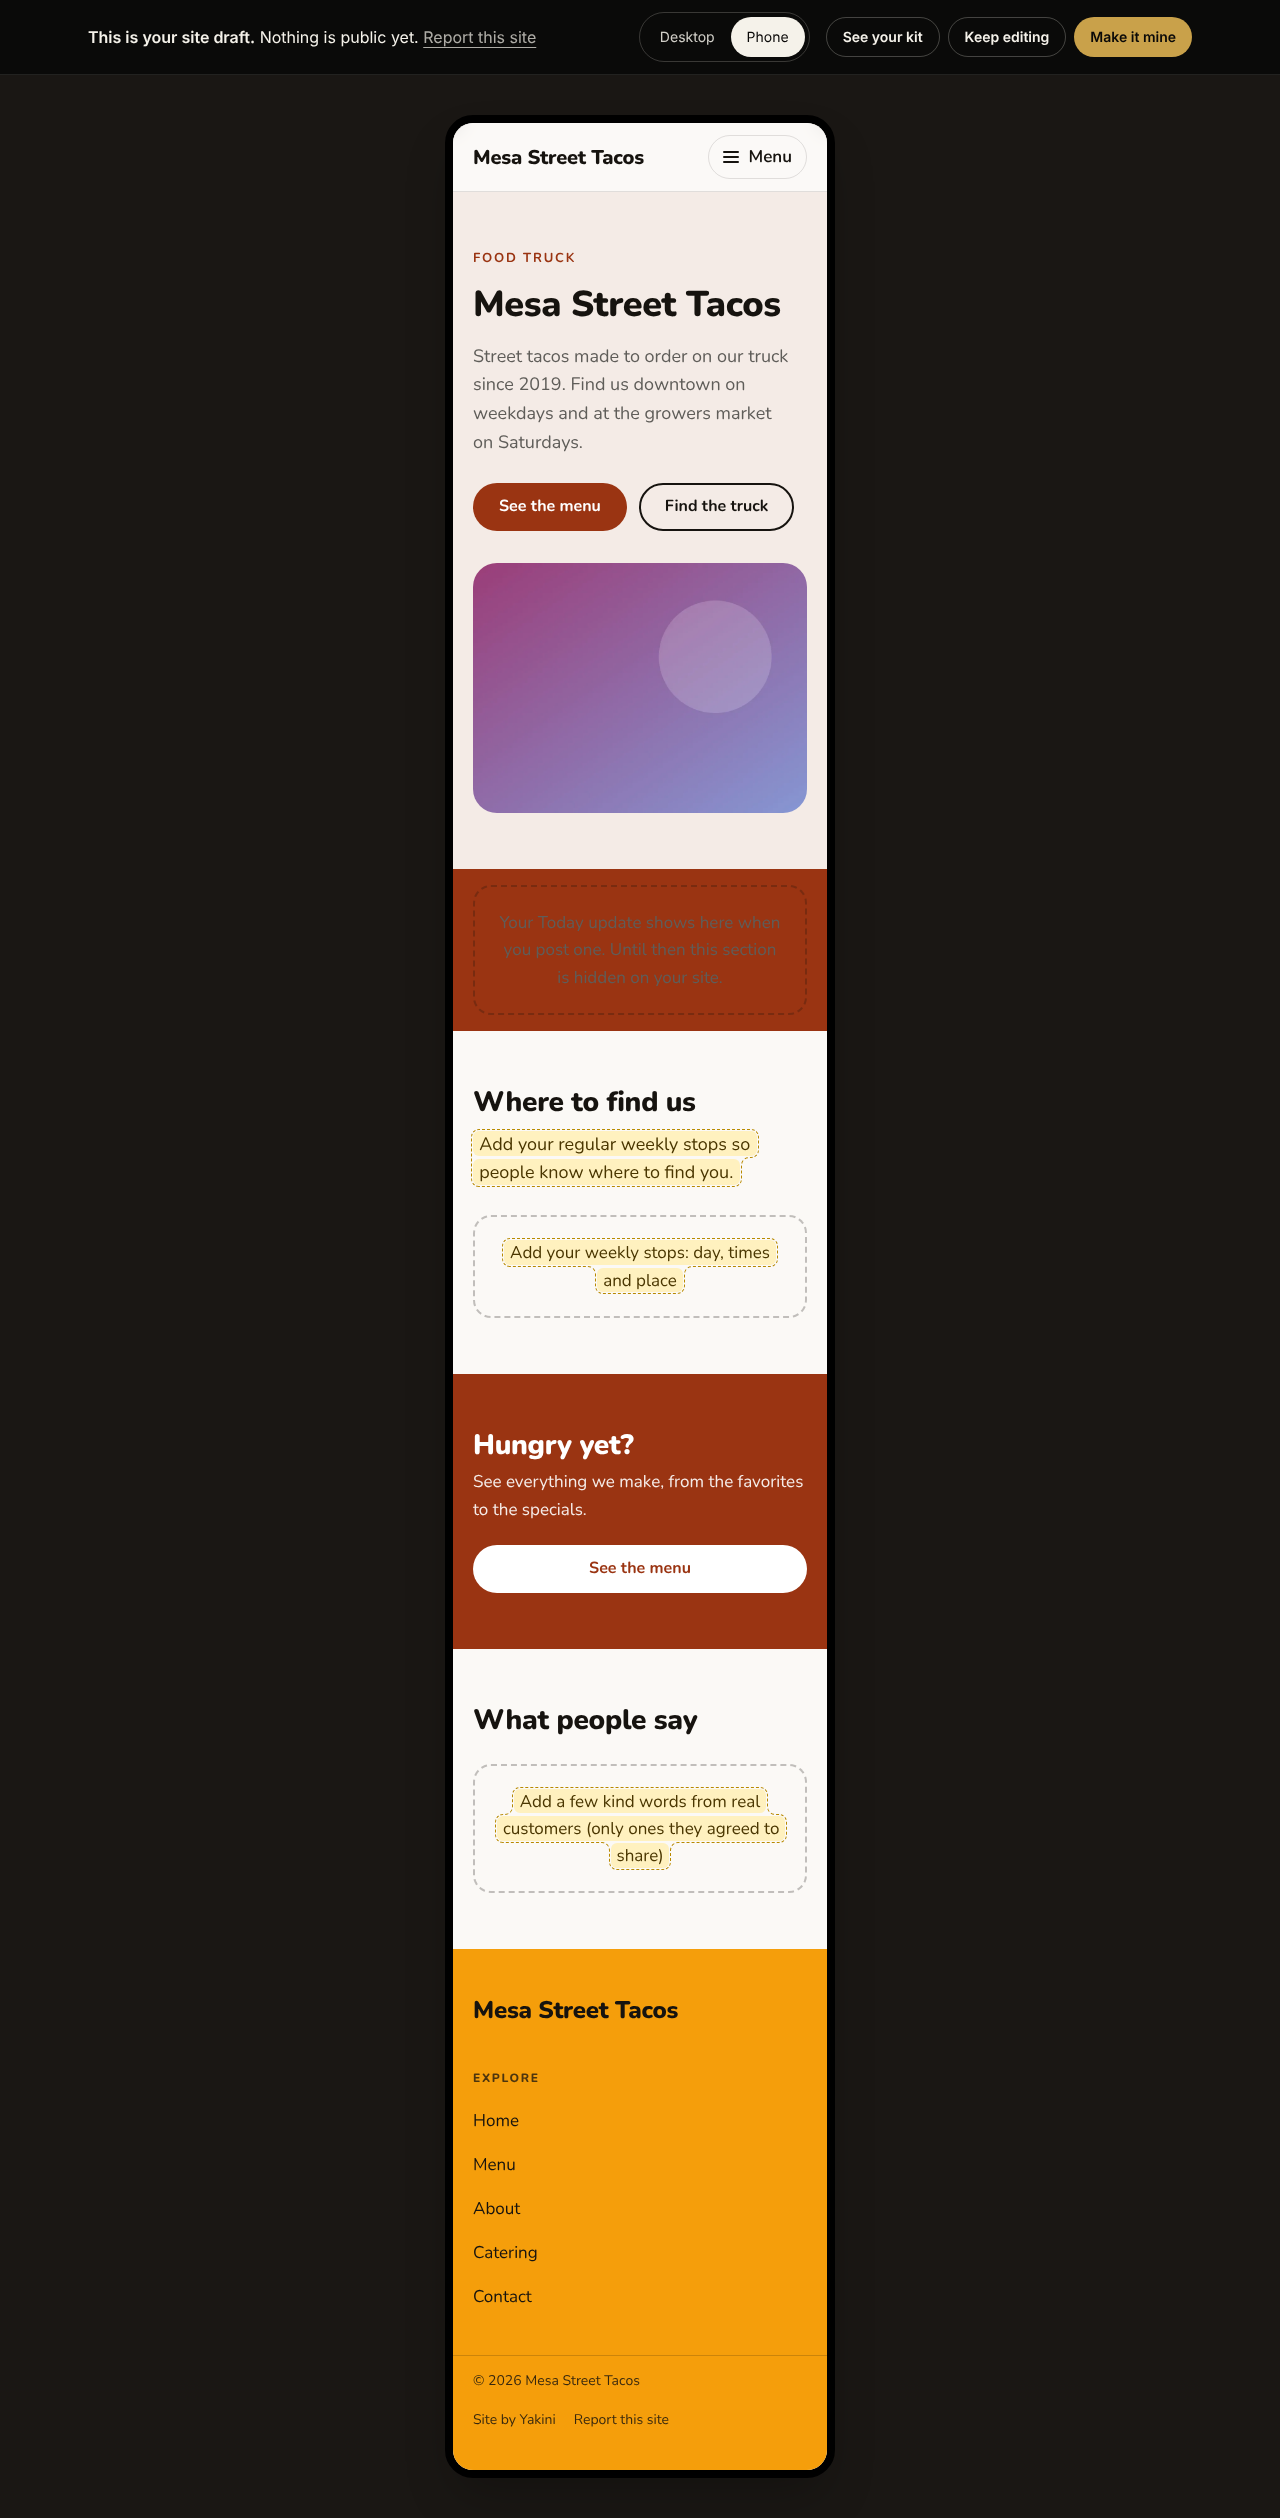 This is your site draft. Nothing is public yet. Report this site
Desktop
Phone
See your kit
Keep editing
Make it mine
Mesa Street Tacos
Menu
FOOD TRUCK
Mesa Street Tacos
Street tacos made to order on our truck
since 2019. Find us downtown on
weekdays and at the growers market
on Saturdays.
See the menu
Find the truck
Your Today update shows here when
you post one. Until then this section
is hidden on your site.
Where to find us
Add your regular weekly stops so
people know where to find you.
Add your weekly stops: day, times
and place
Hungry yet?
See everything we make, from the favorites
to the specials.
See the menu
What people say
Add a few kind words from real
customers (only ones they agreed to
share)
Mesa Street Tacos
EXPLORE
Home
Menu
About
Catering
Contact
© 2026 Mesa Street Tacos
Site by Yakini
Report this site